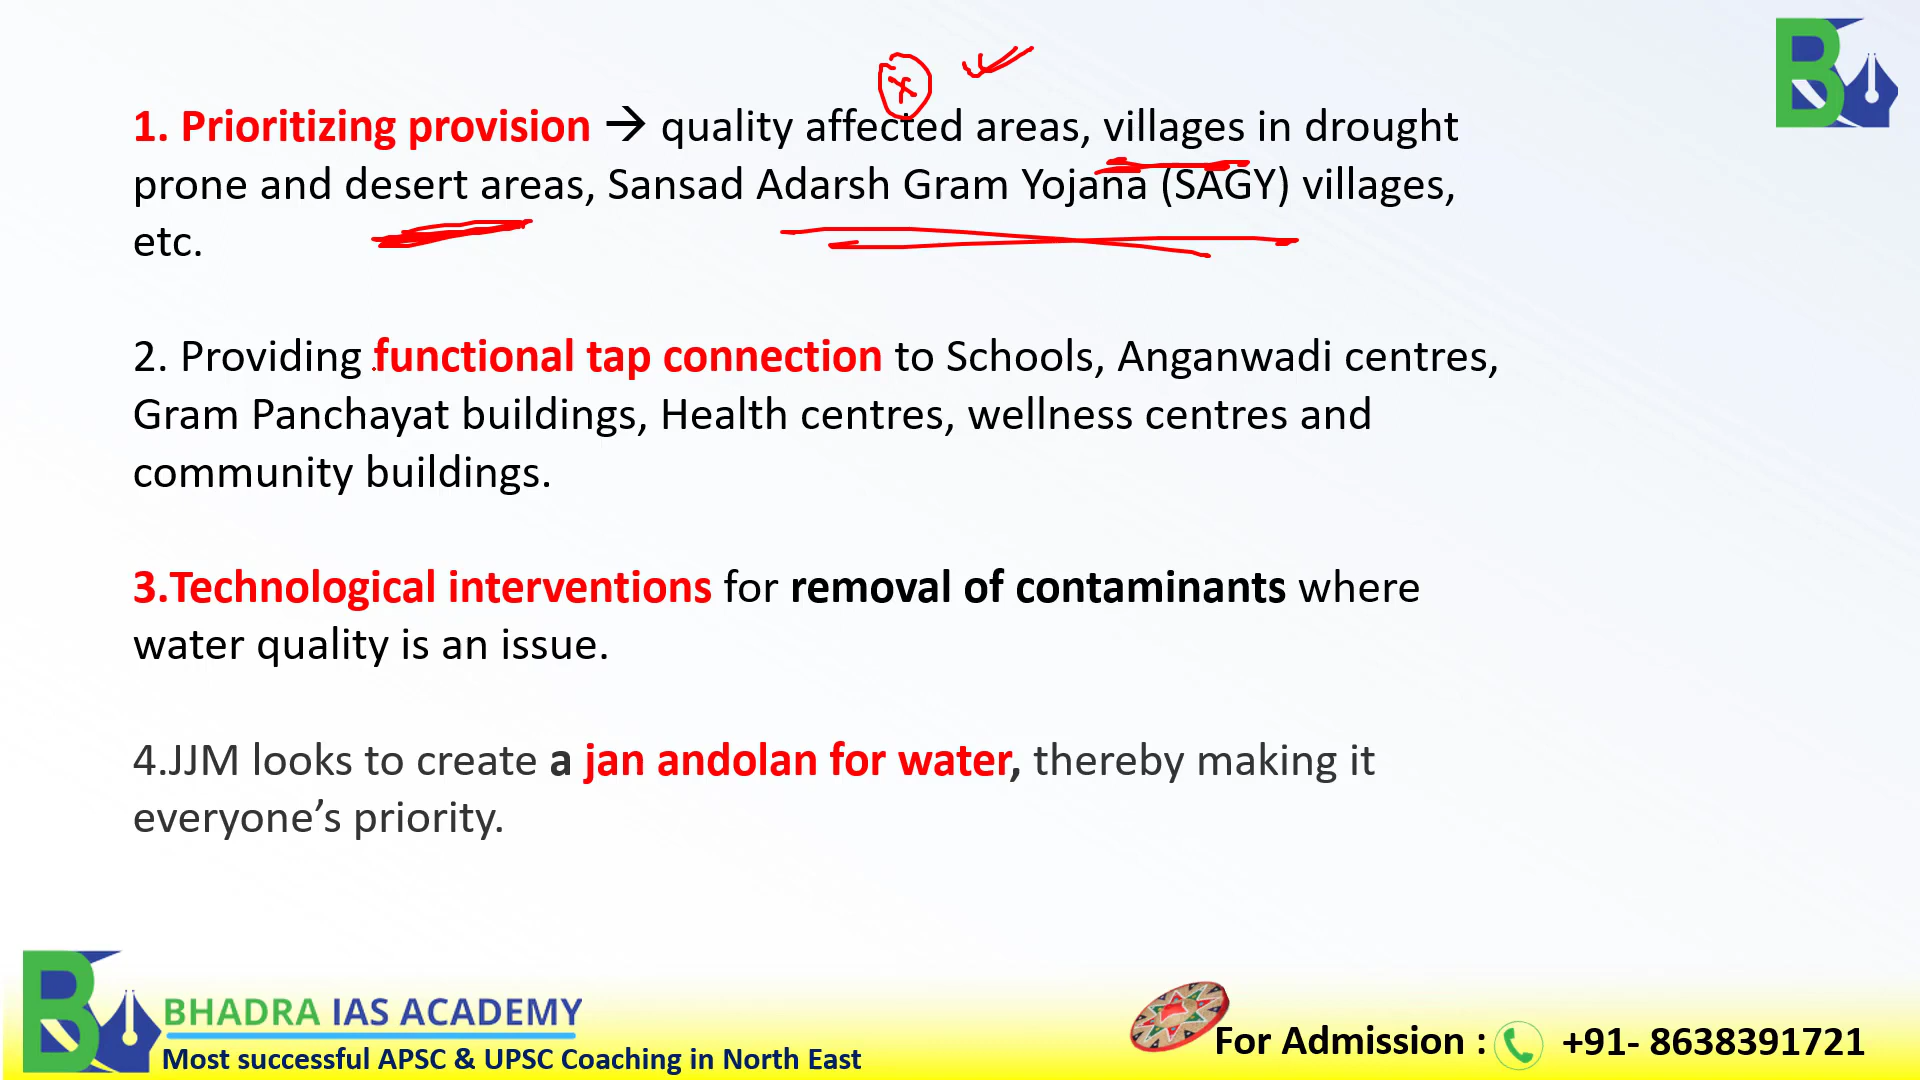 1. Prioritizing provision → quality affected areas, villages in drought
prone and desert areas, Sansad Adarsh Gram Yojana (SAGY) villages,
etc.
2. Providing functional tap connection to Schools, Anganwadi centres,
Gram Panchayat buildings, Health centres, wellness centres and
community buildings.
3.Technological interventions for removal of contaminants where
water quality is an issue.
4.JJM looks to create a jan andolan for water, thereby making it
everyone’s priority.
BHADRA IAS ACADEMY
Most successful APSC & UPSC Coaching in North East
For Admission : +91- 8638391721